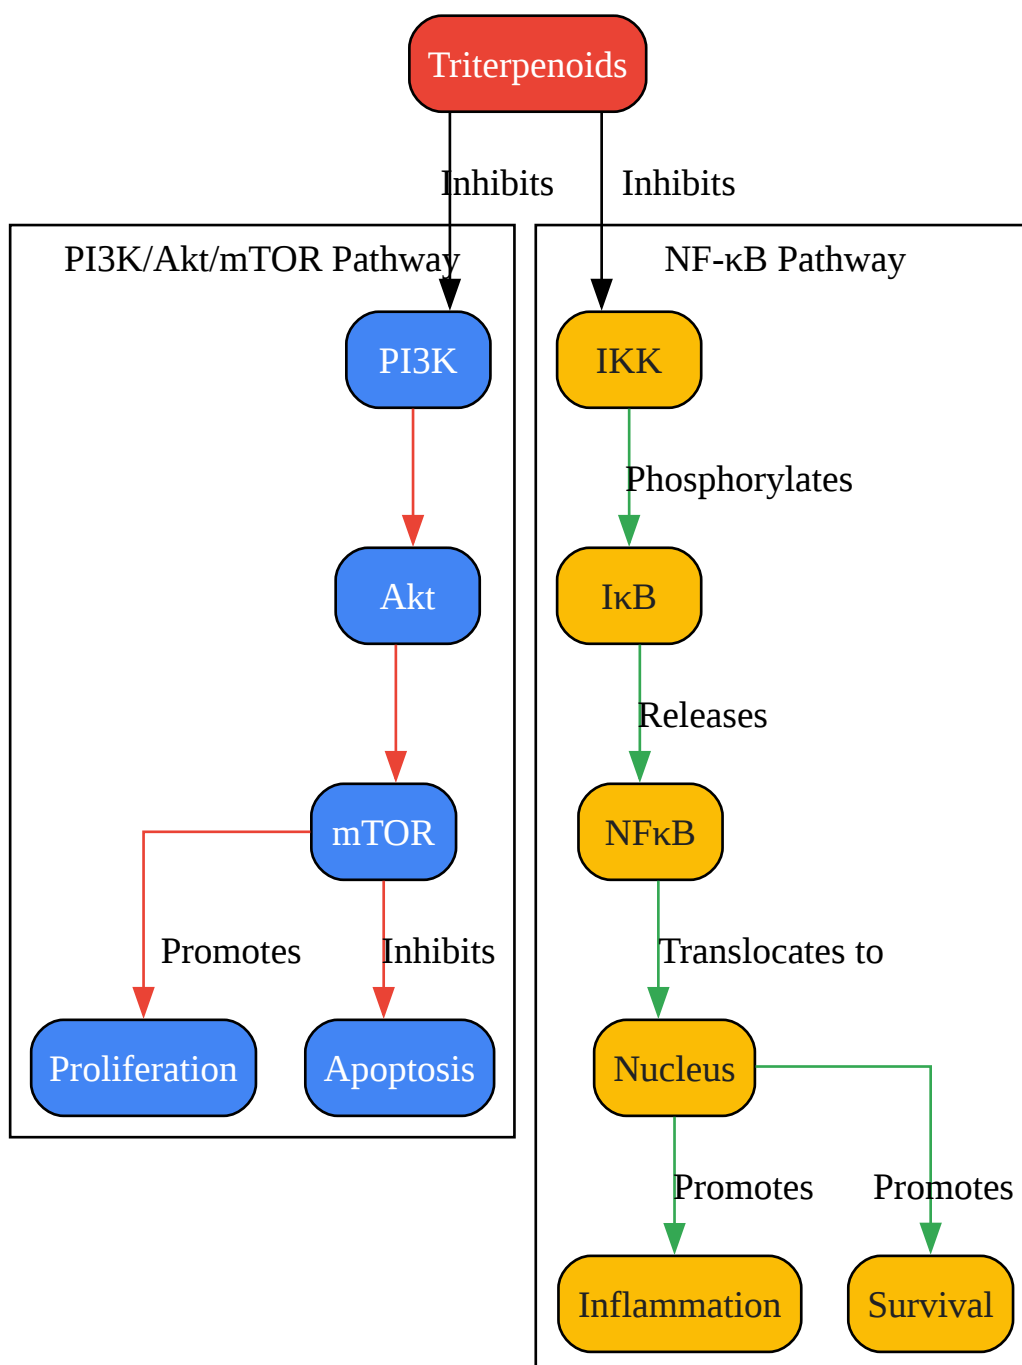 Triterpenoids
Inhibits
Inhibits
PI3K/Akt/mTOR Pathway
NF-κB Pathway
PI3K
IKK
Phosphorylates
Akt
IκB
Releases
mTOR
NFκB
Promotes
Inhibits
Translocates to
Proliferation
Apoptosis
Nucleus
Promotes
Promotes
Inflammation
Survival